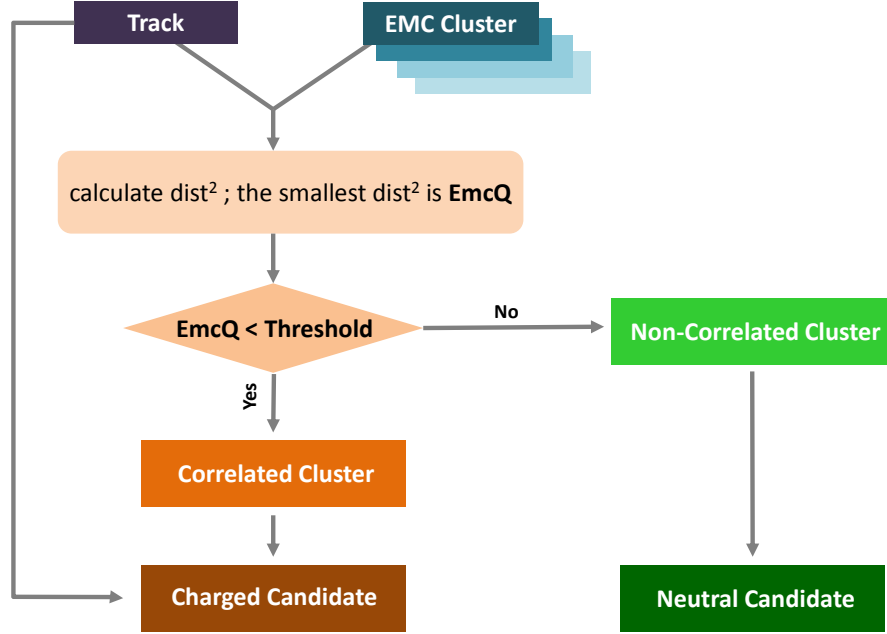 Track
EMC Cluster
calculate dist² ; the smallest dist² is EmcQ
EmcQ < Threshold
No
Non-Correlated Cluster
Yes
Correlated Cluster
Charged Candidate
Neutral Candidate